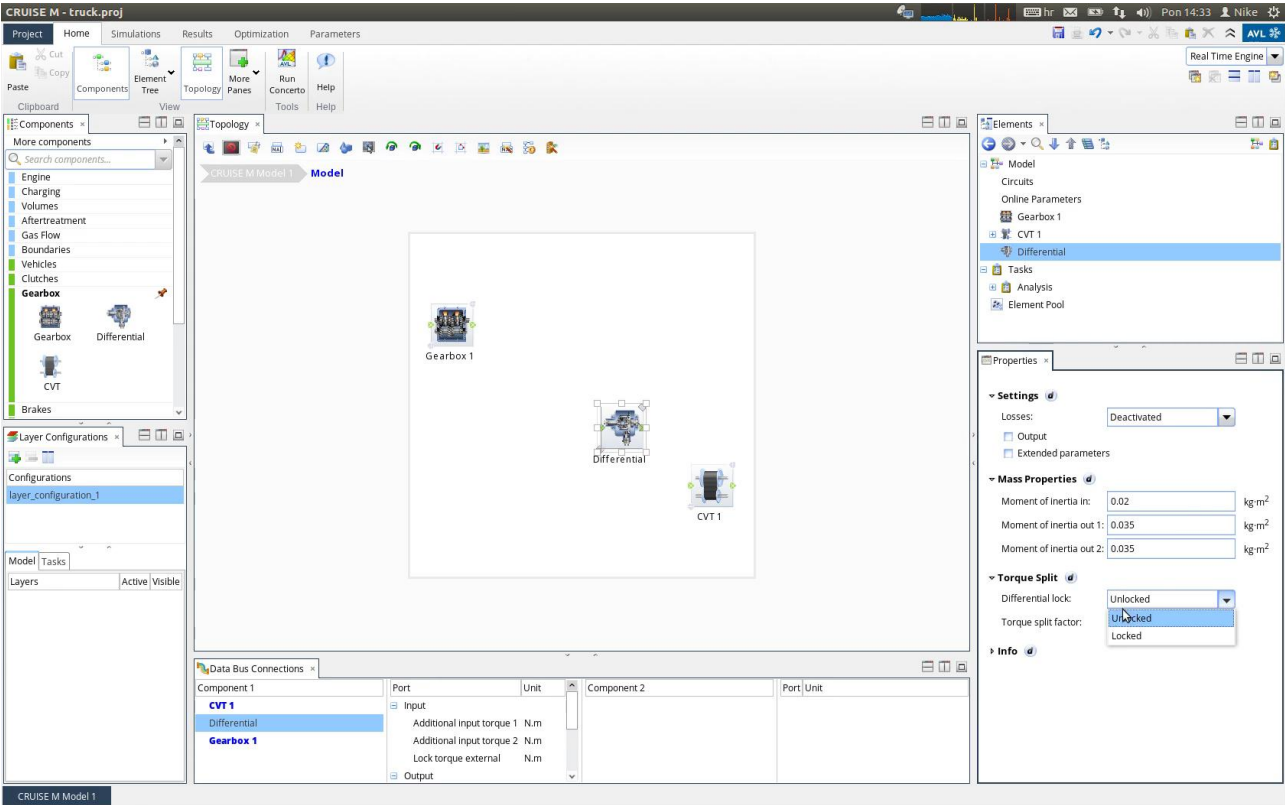 CRUISE M - truck.proj
hr
Pon 14:33
Nike
Project Home Simulations Results Optimization Parameters
AVL
Cut
Copy
Paste
Components
Element Tree
Topology
More Panes
Run Concerto
Help
Clipboard View Tools Help
Real Time Engine
Components
More components
Search components...
Engine
Charging
Volumes
Aftertreatment
Gas Flow
Boundaries
Vehicles
Clutches
Gearbox
Gearbox Differential
CVT
Brakes
Layer Configurations
Configurations
layer_configuration_1
Model Tasks
Layers Active Visible
Topology
CRUISE M Model 1 Model
Gearbox 1
Differential
CVT 1
Data Bus Connections
Component 1 Port Unit Component 2 Port Unit
CVT 1 Input
Differential Additional input torque 1 N.m
Gearbox 1 Additional input torque 2 N.m
Lock torque external N.m
Output
Elements
Model
Circuits
Online Parameters
Gearbox 1
CVT 1
Differential
Tasks
Analysis
Element Pool
Properties
Settings d
Losses: Deactivated
Output
Extended parameters
Mass Properties d
Moment of inertia in: 0.02 kg·m²
Moment of inertia out 1: 0.035 kg·m²
Moment of inertia out 2: 0.035 kg·m²
Torque Split d
Differential lock: Unlocked
Torque split factor: Unlocked
Locked
Info d
CRUISE M Model 1